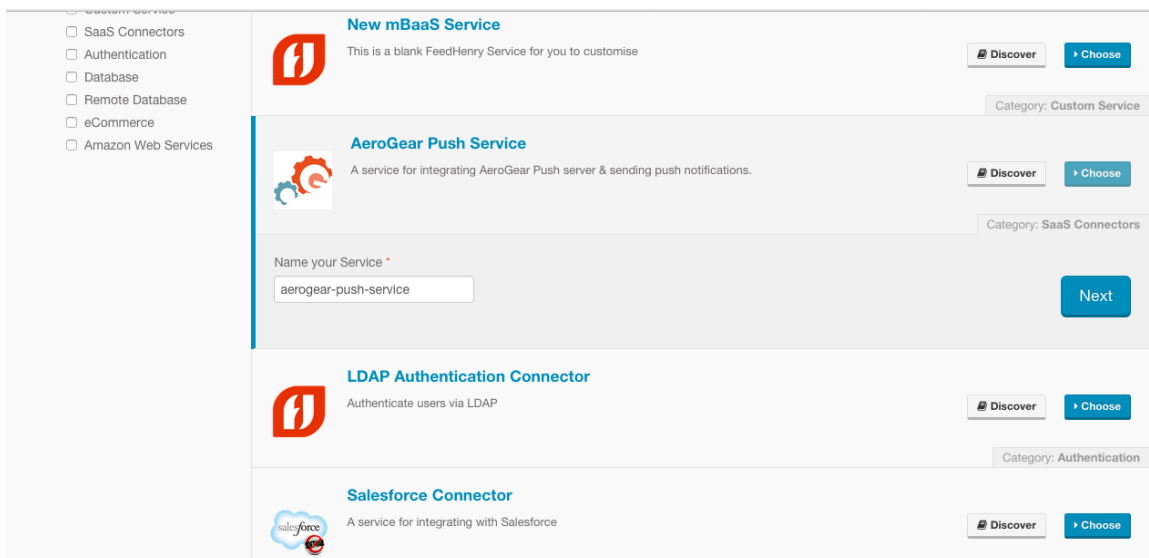 SaaS Connectors
Authentication
Database
Remote Database
eCommerce
Amazon Web Services
New mBaaS Service
This is a blank FeedHenry Service for you to customise
Discover
Choose
Category: Custom Service
AeroGear Push Service
A service for integrating AeroGear Push server & sending push notifications.
Discover
Choose
Category: SaaS Connectors
Name your Service *
aerogear-push-service
Next
LDAP Authentication Connector
Authenticate users via LDAP
Discover
Choose
Category: Authentication
Salesforce Connector
salesforce
A service for integrating with Salesforce
Discover
Choose